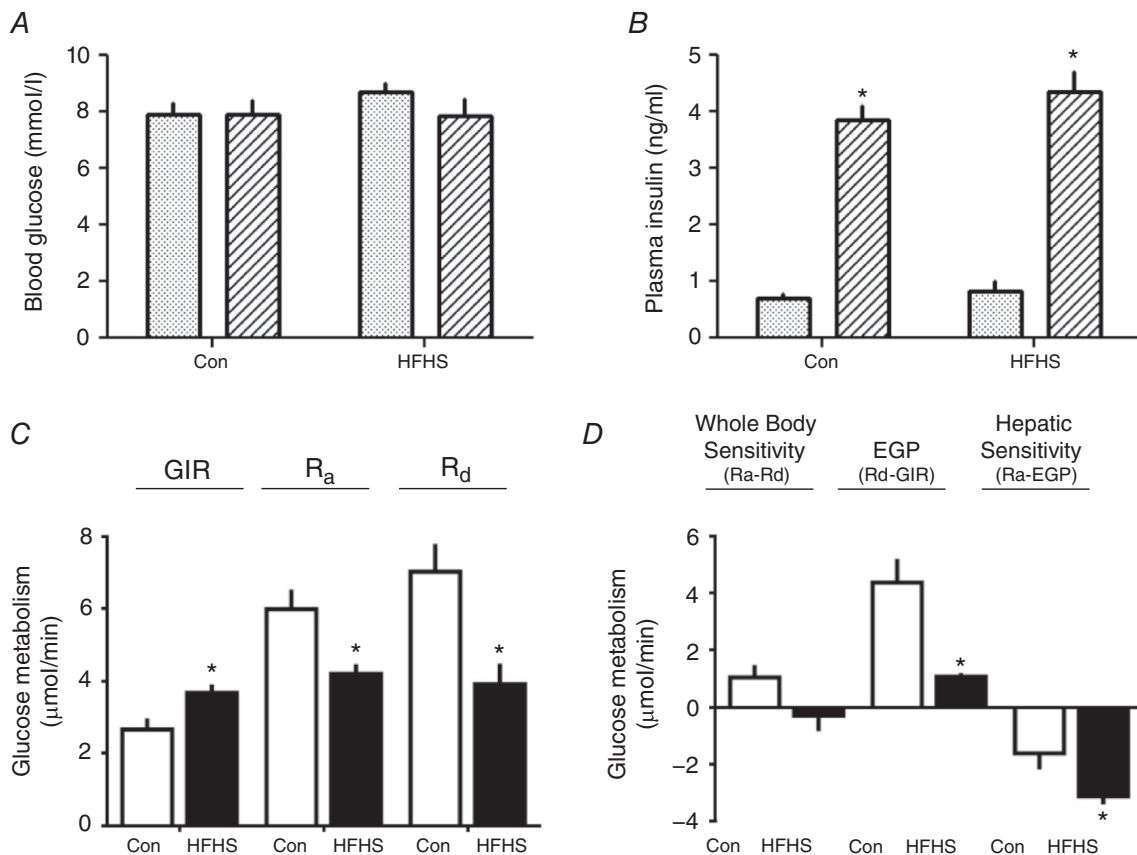 A
Blood glucose (mmol/l)
10
8
6
4
2
0
Con HFHS
B
Plasma insulin (ng/ml)
5
4
3
2
1
0
* *
Con HFHS
C
GIR Ra Rd
Glucose metabolism
(μmol/min)
8
6
4
2
0
* * *
Con HFHS Con HFHS Con HFHS
D
Whole Body
Sensitivity
(Ra-Rd)
EGP
(Rd-GIR)
Hepatic
Sensitivity
(Ra-EGP)
Glucose metabolism
(μmol/min)
6
4
2
0
−2
−4
* *
Con HFHS Con HFHS Con HFHS